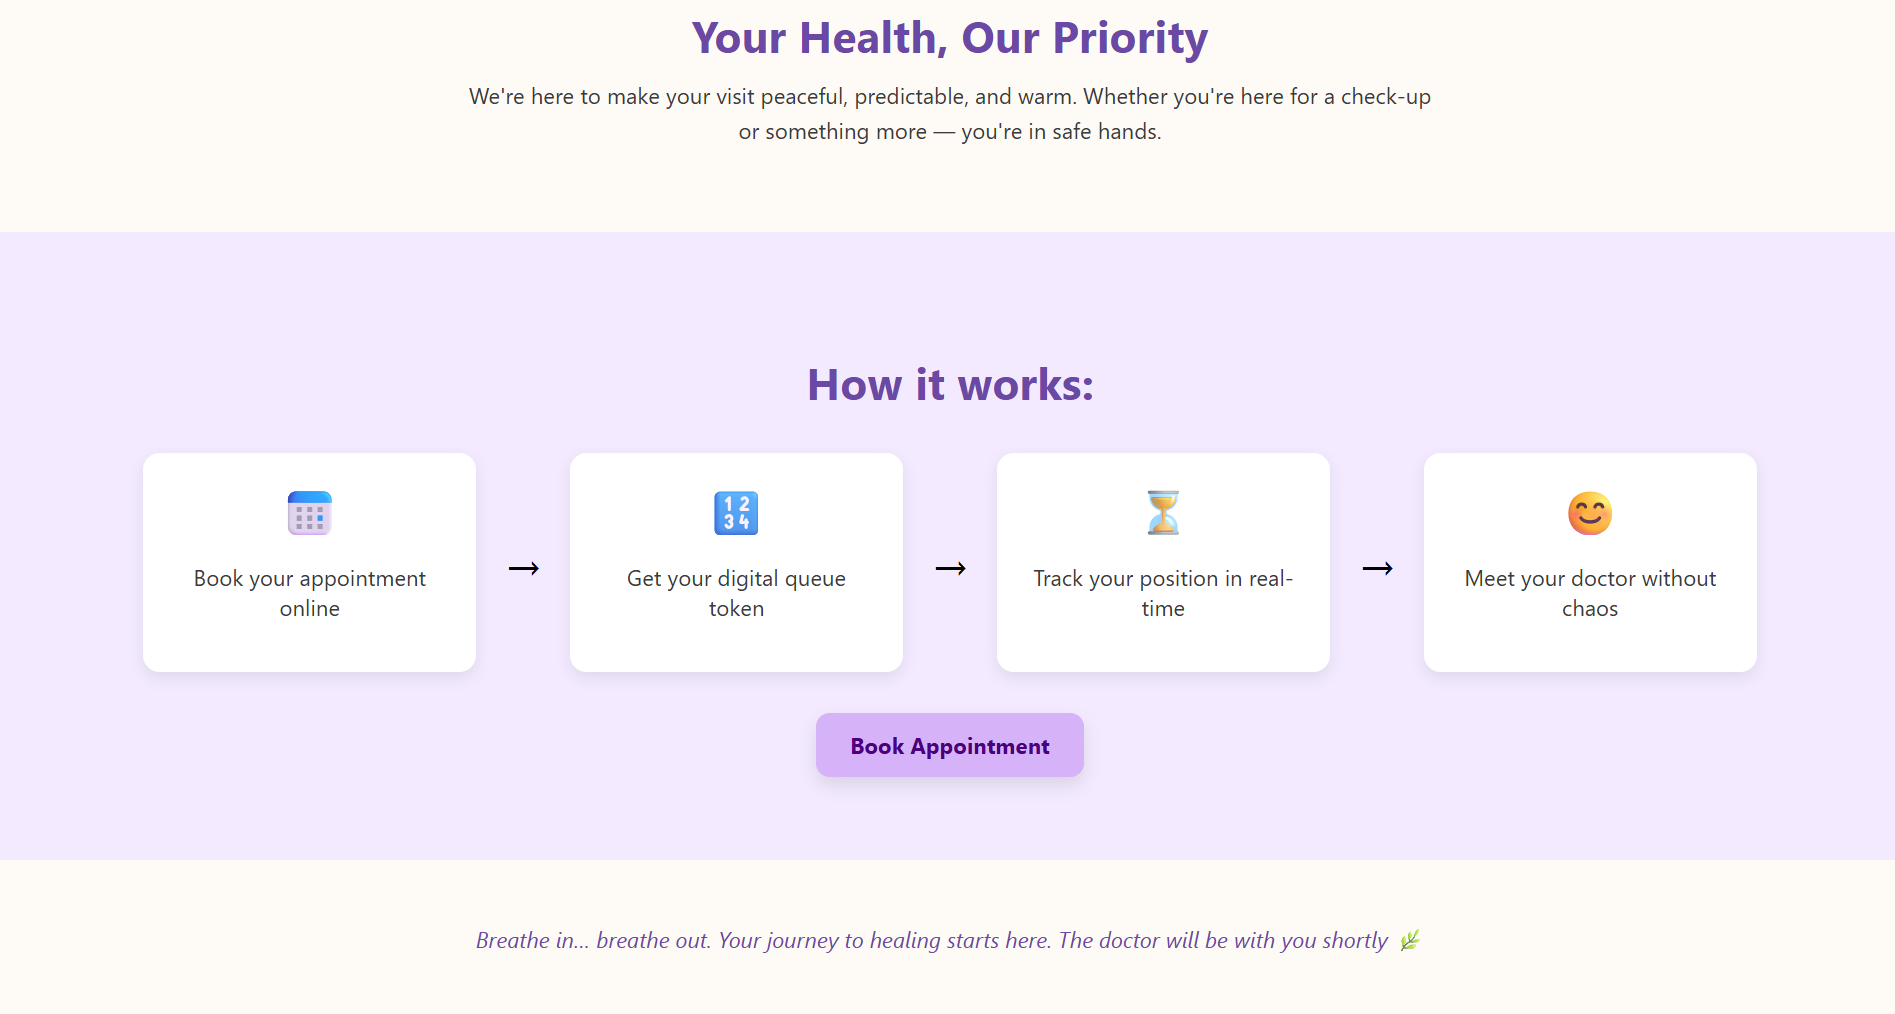 Your Health, Our Priority
We're here to make your visit peaceful, predictable, and warm. Whether you're here for a check-up
or something more — you're in safe hands.
How it works:
1 2
3 4
Book your appointment
online
→
Get your digital queue
token
→
Track your position in real-
time
→
Meet your doctor without
chaos
Book Appointment
Breathe in... breathe out. Your journey to healing starts here. The doctor will be with you shortly 🌿